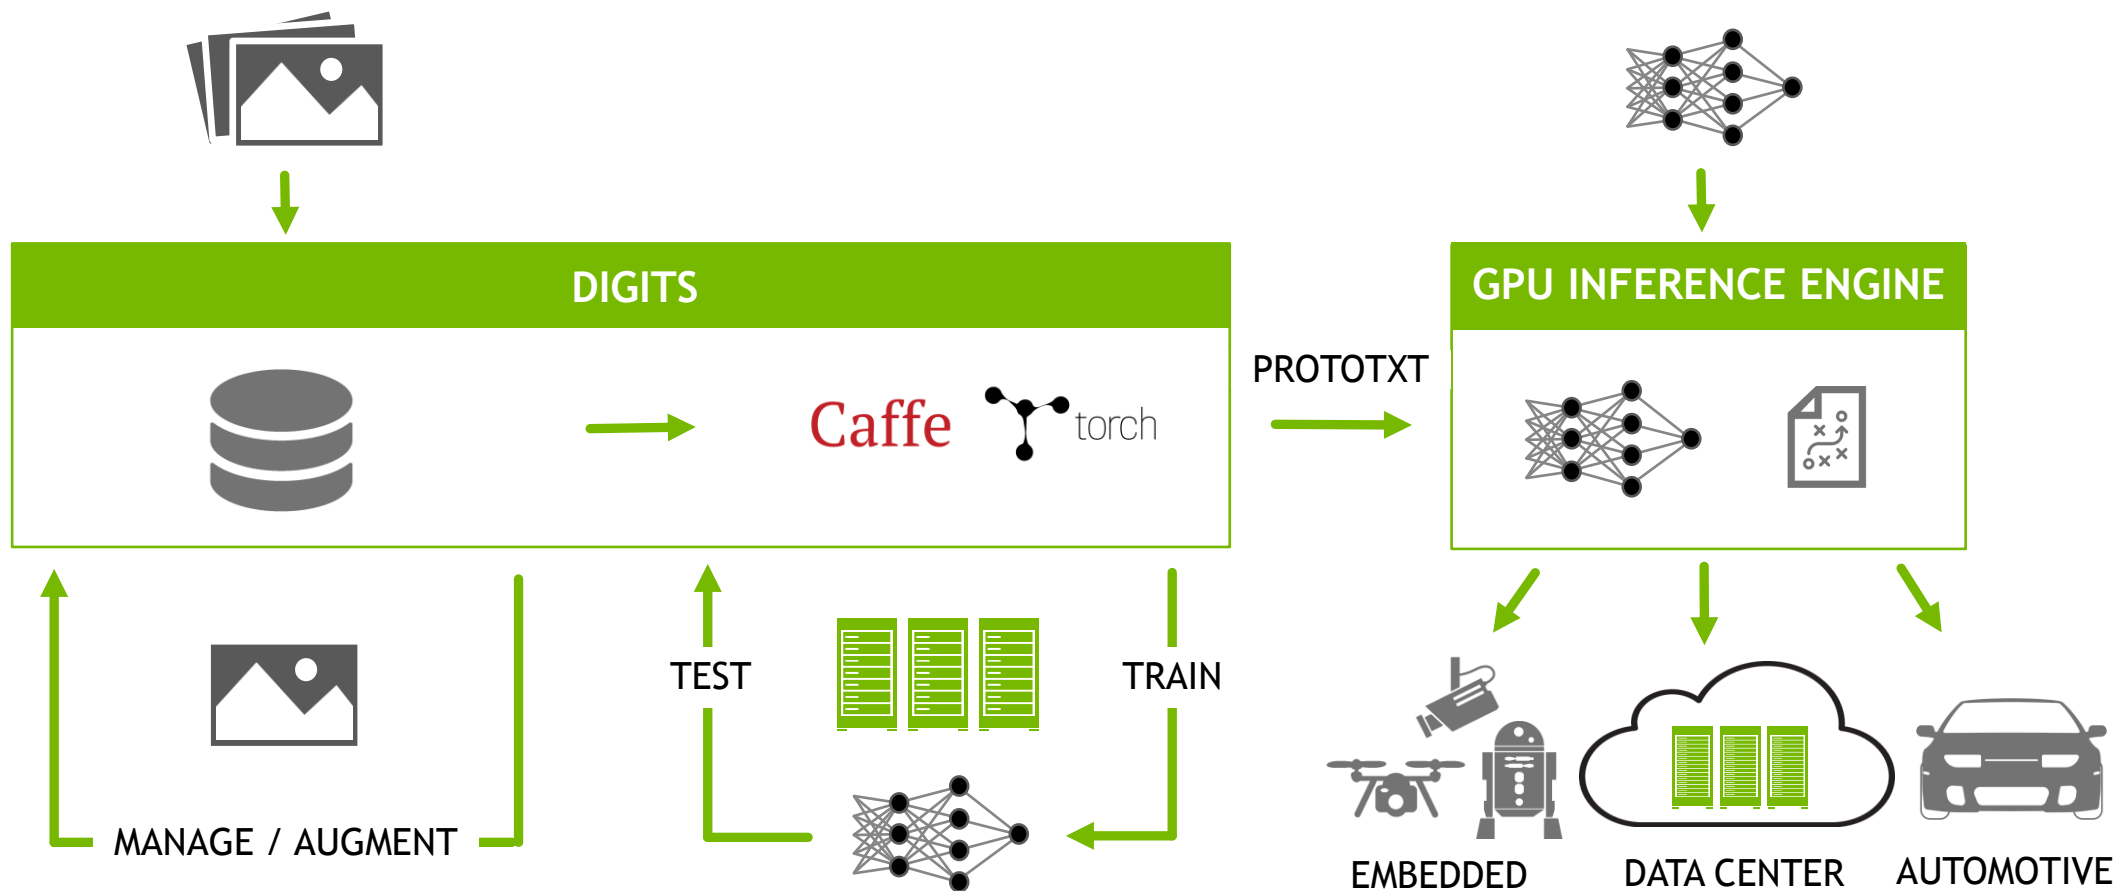 DIGITS
GPU INFERENCE ENGINE
PROTOTXT
Caffe
torch
TEST
TRAIN
MANAGE / AUGMENT
EMBEDDED
DATA CENTER
AUTOMOTIVE